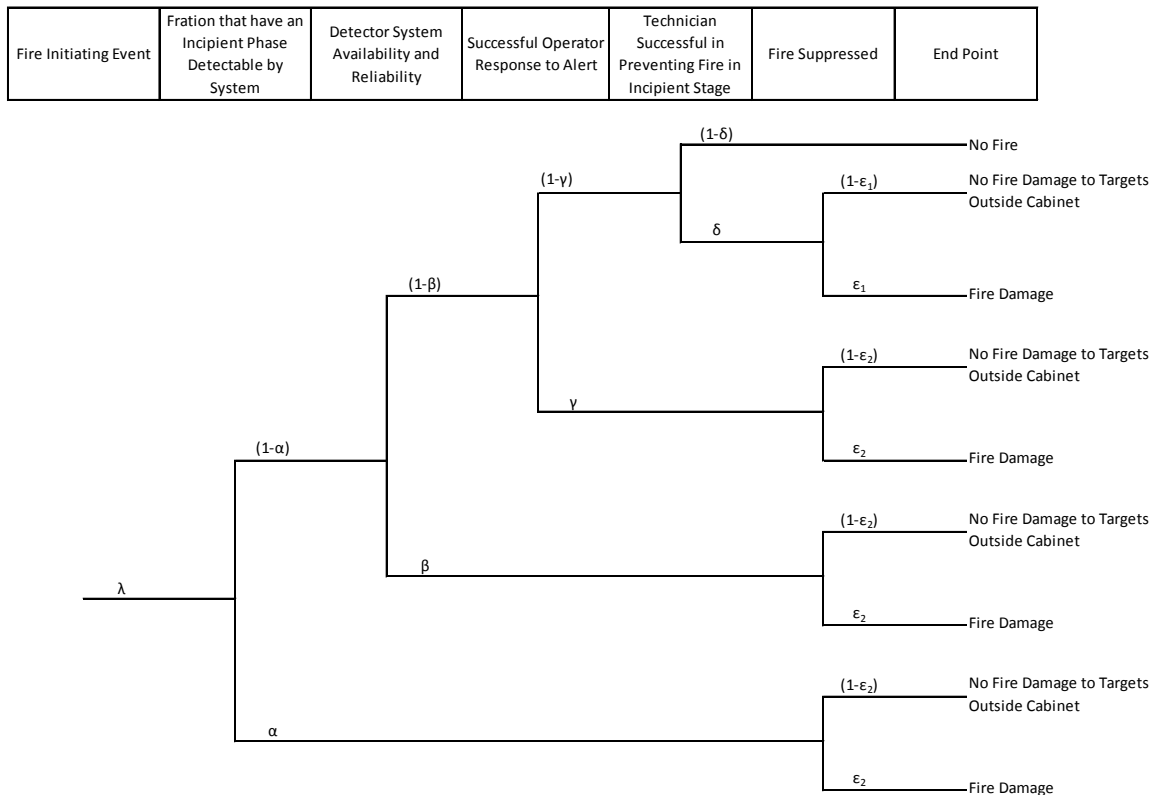 Fire Initiating Event
Fration that have an
Incipient Phase
Detectable by
System
Detector System
Availability and
Reliability
Successful Operator
Response to Alert
Technician
Successful in
Preventing Fire in
Incipient Stage
Fire Suppressed
End Point
(1-δ)
No Fire
(1-γ)
(1-ε₁)
No Fire Damage to Targets
Outside Cabinet
δ
(1-β)
ε₁
Fire Damage
(1-ε₂)
No Fire Damage to Targets
Outside Cabinet
γ
(1-α)
ε₂
Fire Damage
(1-ε₂)
No Fire Damage to Targets
Outside Cabinet
β
λ
ε₂
Fire Damage
(1-ε₂)
No Fire Damage to Targets
Outside Cabinet
α
ε₂
Fire Damage